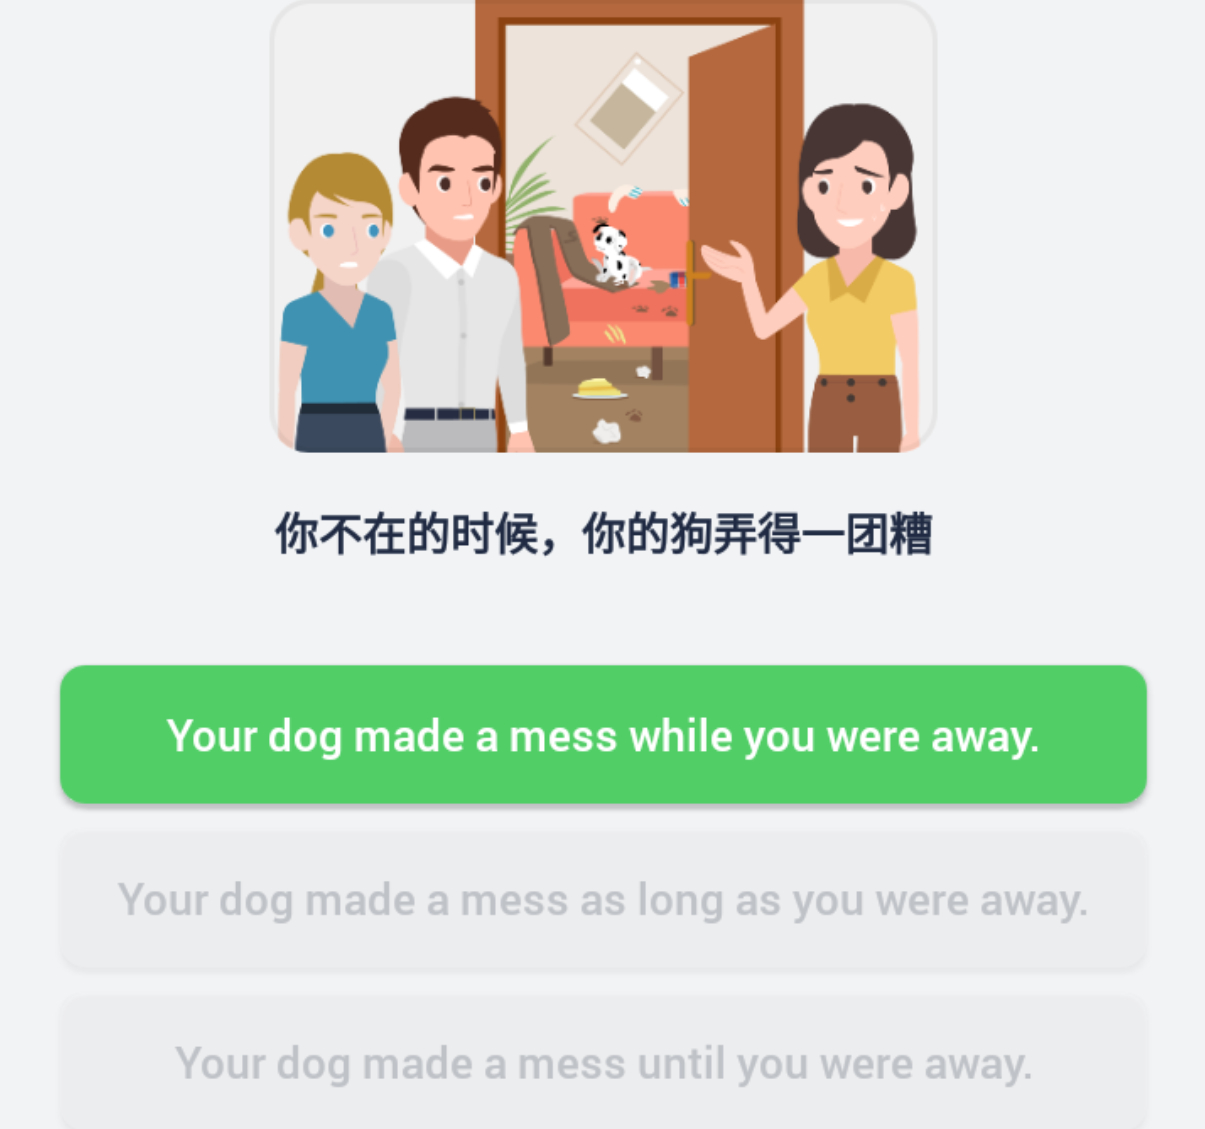 你不在的时候，你的狗弄得一团糟
Your dog made a mess while you were away.
Your dog made a mess as long as you were away.
Your dog made a mess until you were away.